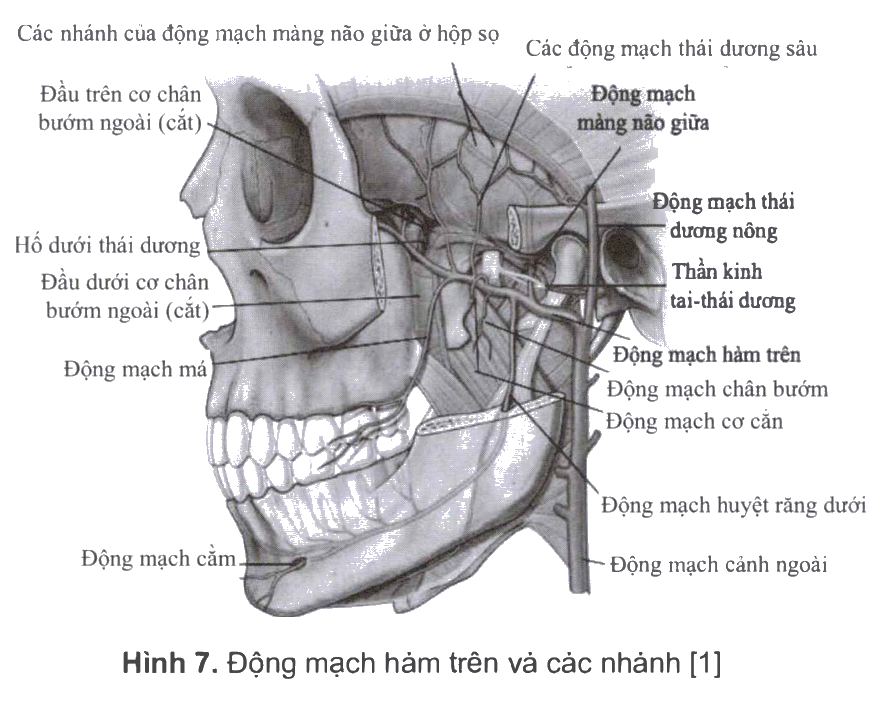 Các nhánh của động mạch màng não giữa ở hộp sọ
Các động mạch thái dương sâu
Đầu trên cơ chân
bướm ngoài (cắt)
Động mạch
màng não giữa
Động mạch thái
dương nông
Hố dưới thái dương
Thần kinh
tai-thái dương
Đầu dưới cơ chân
bướm ngoài (cắt)
Động mạch hàm trên
Động mạch má
Động mạch chân bướm
Động mạch cơ cắn
Động mạch huyệt răng dưới
Động mạch cằm
Động mạch cảnh ngoài
Hình 7. Động mạch hàm trên và các nhánh [1]